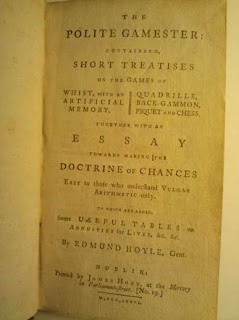 THE
POLITE GAMESTER:
CONTAINING,
SHORT TREATISES
ON THE GAMES OF
WHIST, WITH AN QUADRILLE,
ARTIFICIAL BACK-GAMMON,
MEMORY, PIQUET AND CHESS.
TOGETHER WITH AN
ESSAY
TOWARDS MAKING THE
DOCTRINE OF CHANCES
EASY to those who understand VULGAR
ARITHMETIC only.
TO WHICH ARE ADDED,
Some USEFUL TABLES on
ANNUITIES for LIVES, &c. &c.
By EDMUND HOYLE, Gent.
DUBLIN:
Printed by JAMES HOEY, at the Mercury
in Parliament-street. [No. 19.]